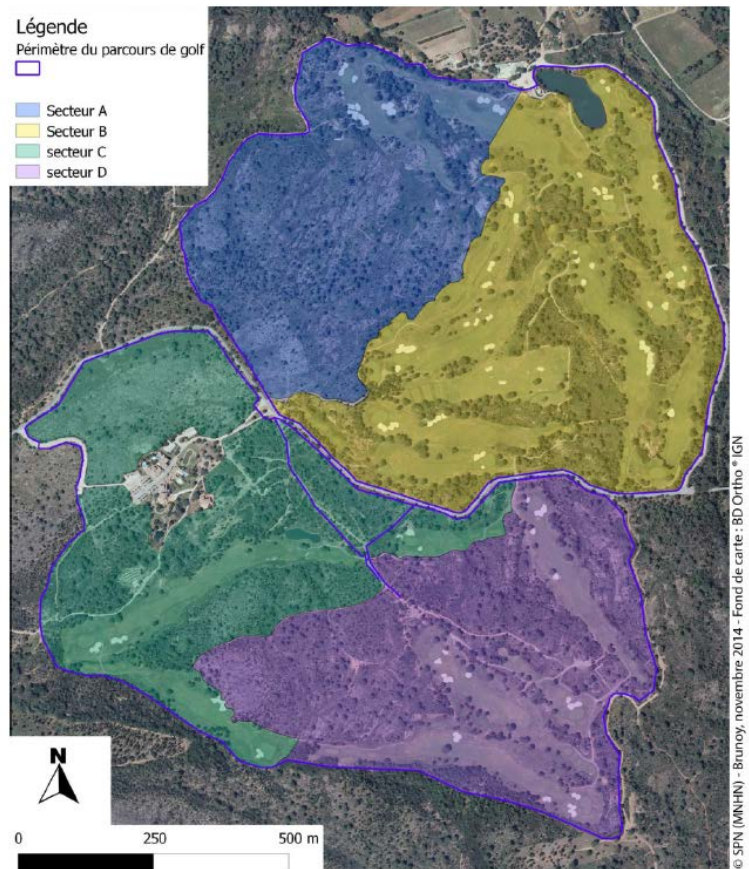 Légende
Périmètre du parcours de golf
Secteur A
Secteur B
secteur C
secteur D
N
0 250 500 m
© SPN (MNHN) - Brunoy, novembre 2014 - Fond de carte : BD Ortho ® IGN